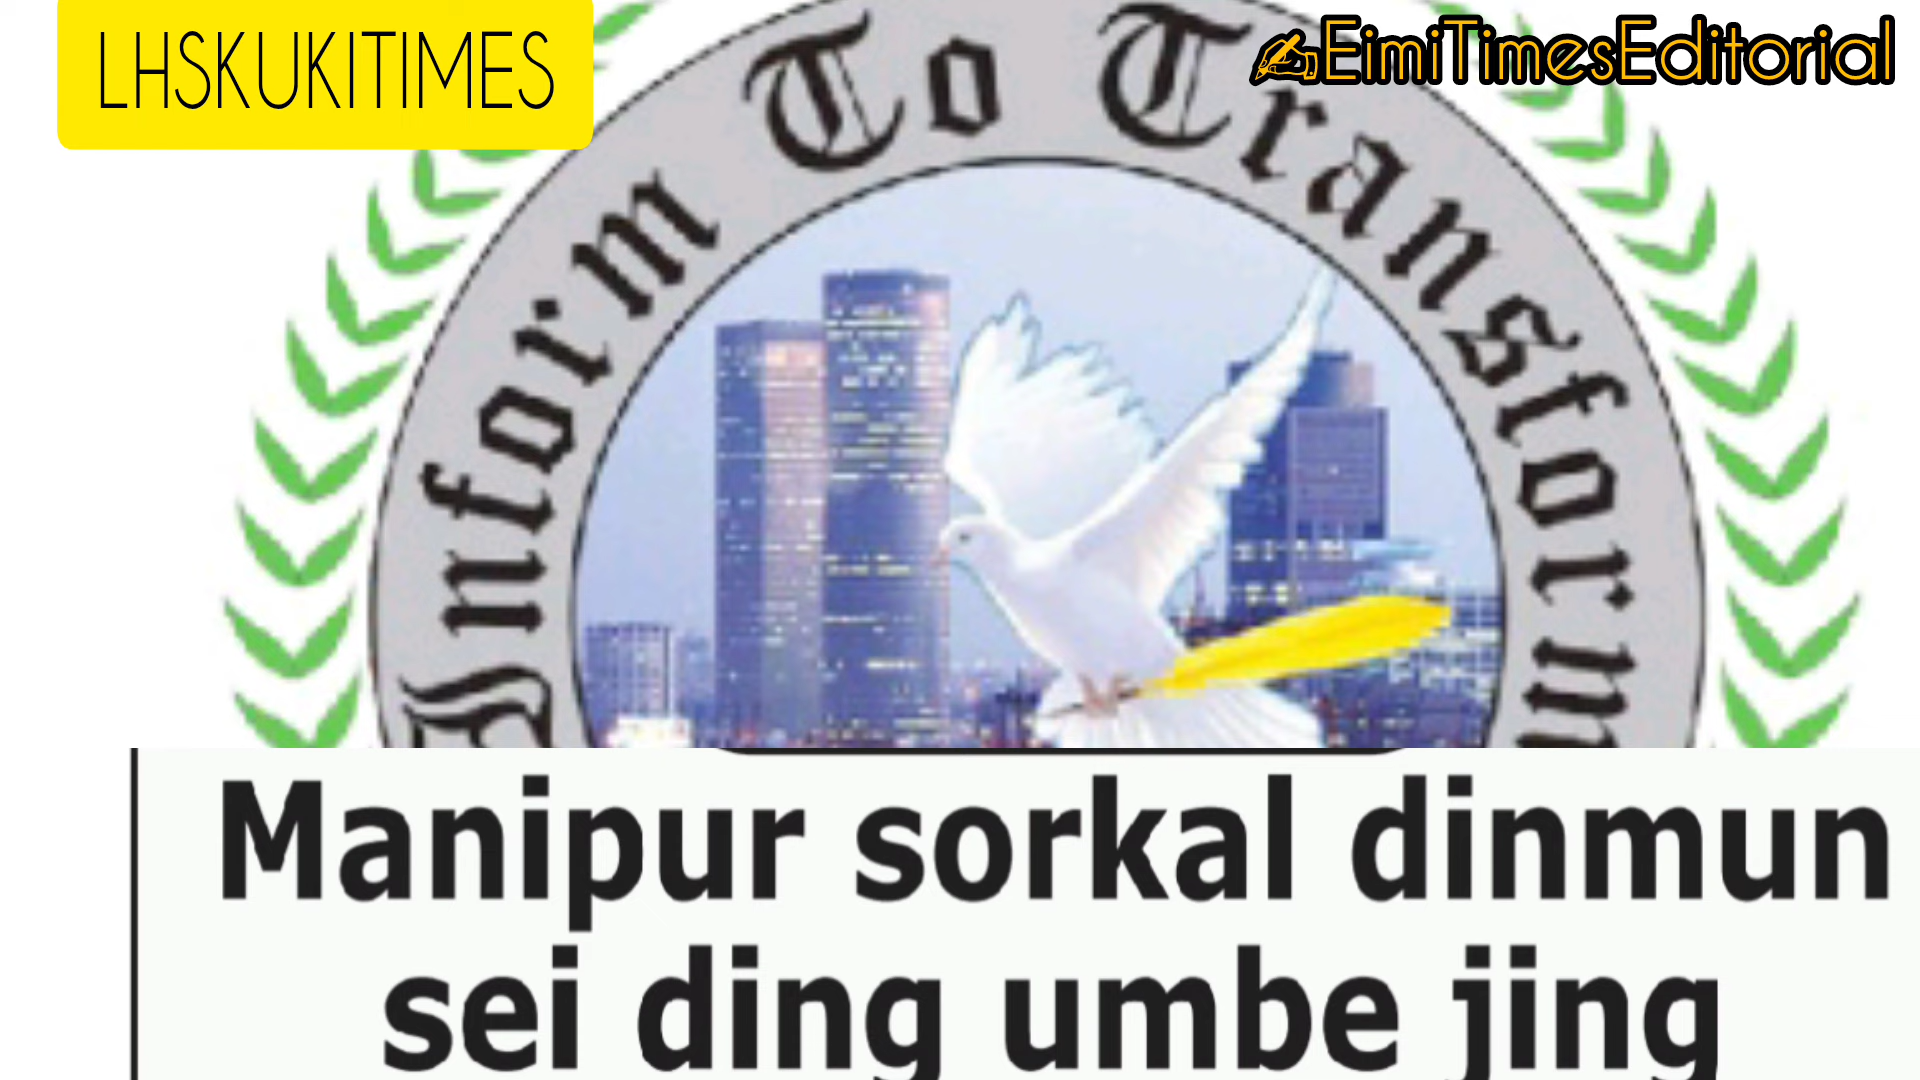 LHSKUKITIMES
✍EimiTimesEditorial
Inform To Transform
Manipur sorkal dinmun
sei ding umbe jing